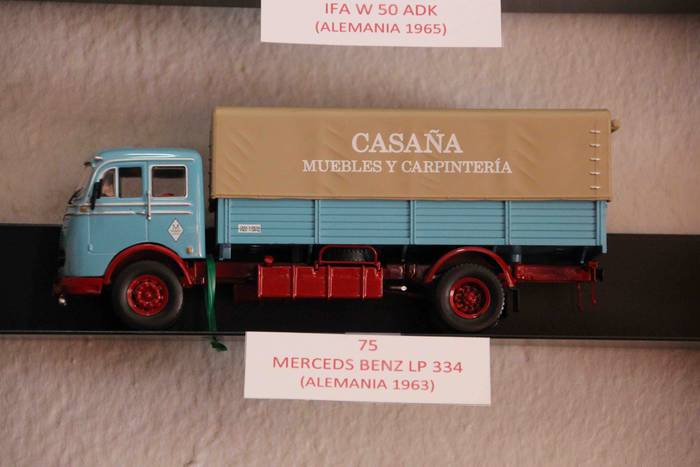 IFA W 50 ADK
(ALEMANIA 1965)
CASAÑA
MUEBLES Y CARPINTERÍA
75
MERCEDS BENZ LP 334
(ALEMANIA 1963)